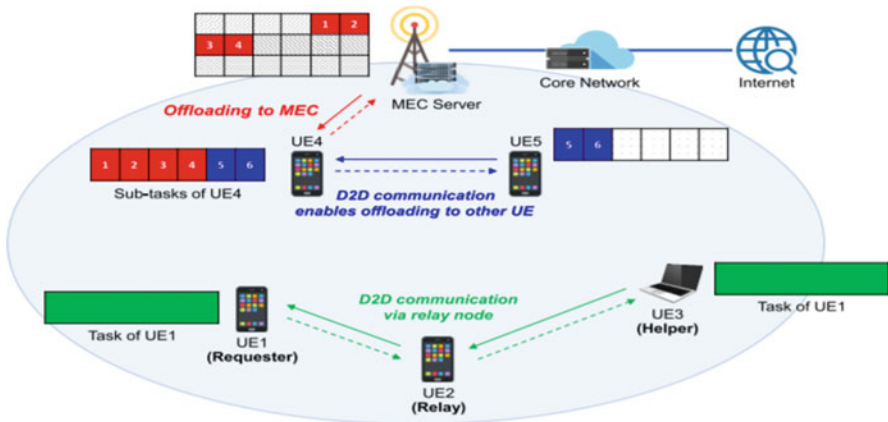 1 2
3 4
MEC Server
Core Network
Internet
Offloading to MEC
UE4
UE5
1 2 3 4 5 6
5 6
Sub-tasks of UE4
D2D communication
enables offloading to other UE
D2D communication
via relay node
Task of UE1
UE1
(Requester)
UE3
(Helper)
Task of UE1
UE2
(Relay)